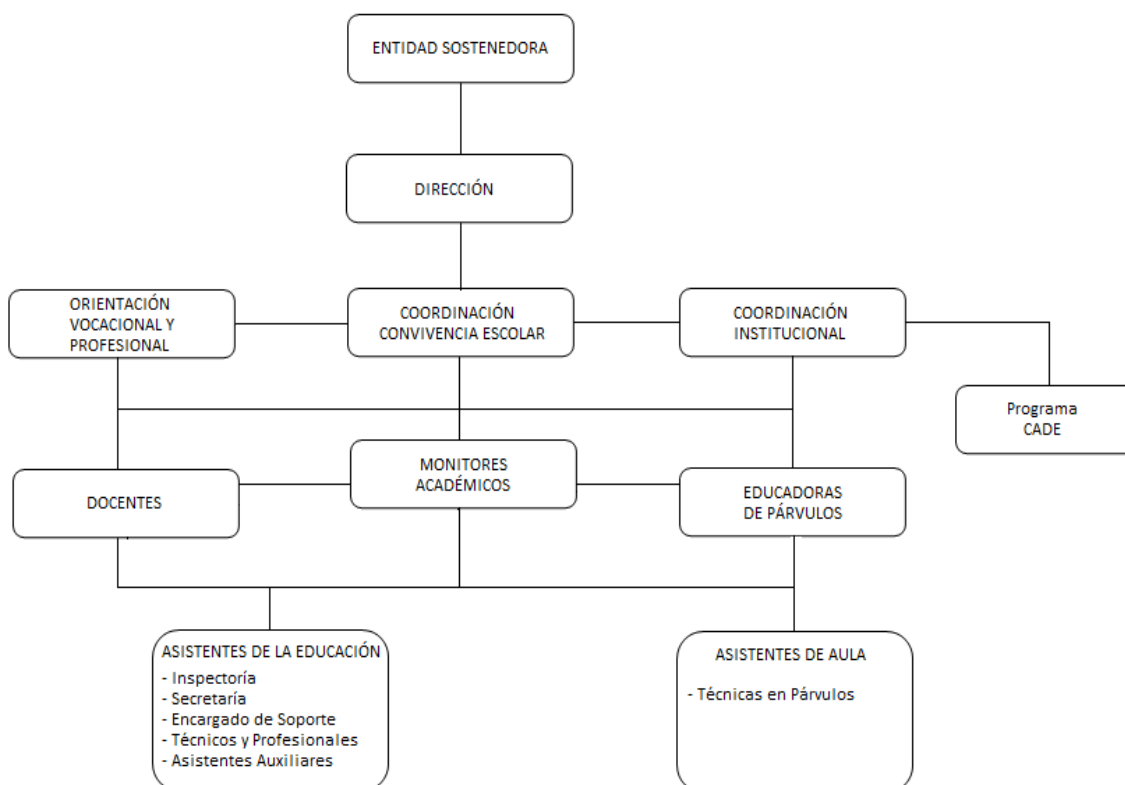 ENTIDAD SOSTENEDORA
DIRECCIÓN
ORIENTACIÓN
VOCACIONAL Y
PROFESIONAL
COORDINACIÓN
CONVIVENCIA ESCOLAR
COORDINACIÓN
INSTITUCIONAL
Programa
CADE
DOCENTES
MONITORES
ACADÉMICOS
EDUCADORAS
DE PÁRVULOS
ASISTENTES DE LA EDUCACIÓN
- Inspectoría
- Secretaría
- Encargado de Soporte
- Técnicos y Profesionales
- Asistentes Auxiliares
ASISTENTES DE AULA
- Técnicas en Párvulos